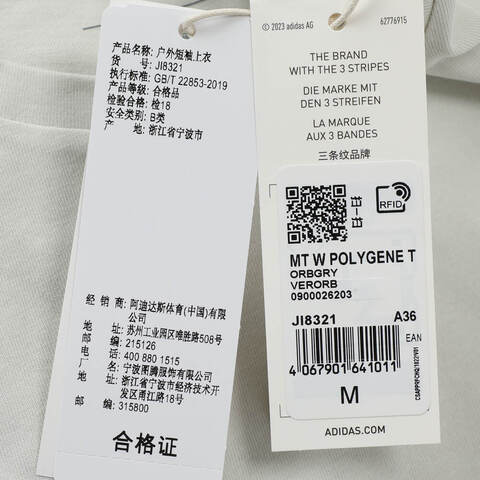 产品名称: 户外短袖上衣
货　　号: JI8321
执行标准: GB/T 22853-2019
产品等级: 合格品
检验合格: 检18
安全类别: B类
产　　地: 浙江省宁波市
经 销 商: 阿迪达斯体育(中国)有限公司
地　　址: 苏州工业园区唯胜路508号
邮　　编: 215126
电　　话: 400 880 1515
厂　　名: 宁波图腾服饰有限公司
地　　址: 浙江省宁波市经济技术开发区甬江路18号
邮　　编: 315800
合格证
© 2023 adidas AG 62776915
THE BRAND
WITH THE 3 STRIPES
DIE MARKE MIT
DEN 3 STREIFEN
LA MARQUE
AUX 3 BANDES
三条纹品牌
RFID
MT W POLYGENE T
ORBGRY
VERORB
0900026203
JI8321 A36
EAN
4 067901 641011
M
ADIDAS.COM